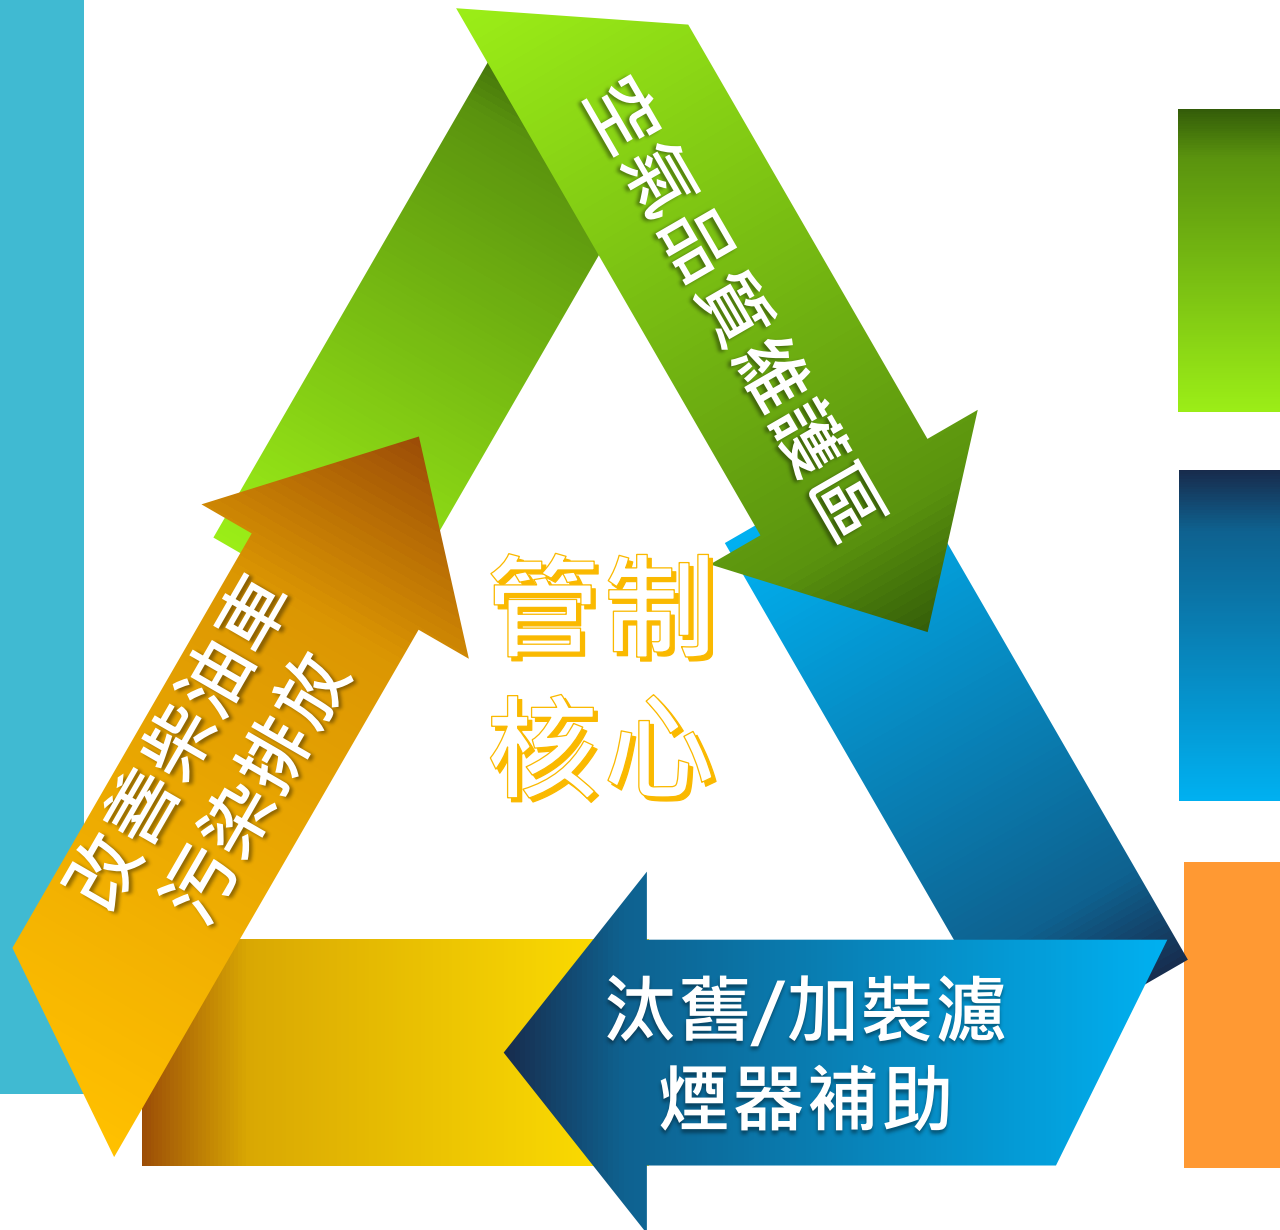 空氣品質維護區
管制
核心
改善柴油車
污染排放
汰舊/加裝濾
煙器補助